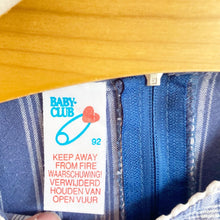 BABY-
CLUB
92
KEEP AWAY
FROM FIRE
WAARSCHUWING!
VERWIJDERD
HOUDEN VAN
OPEN VUUR